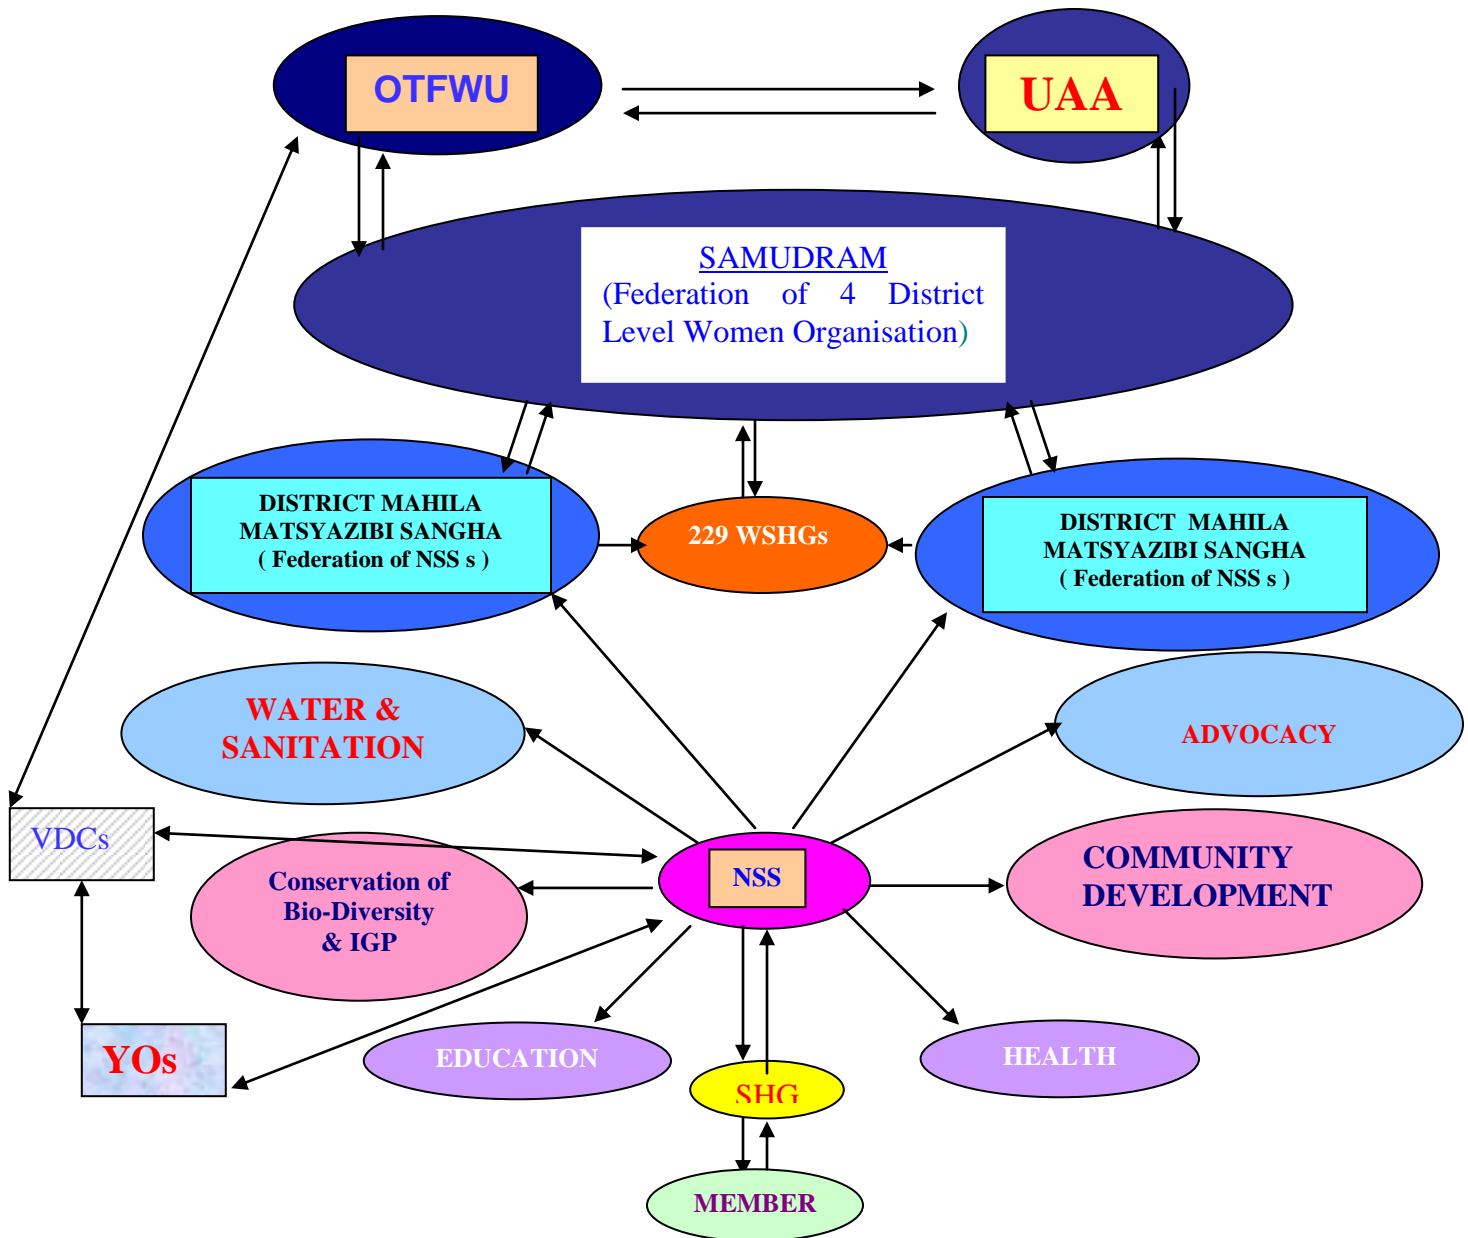 OTFWU
UAA
SAMUDRAM
(Federation of 4 District
Level Women Organisation)
DISTRICT MAHILA
MATSYAZIBI SANGHA
( Federation of NSS s )
229 WSHGs
DISTRICT MAHILA
MATSYAZIBI SANGHA
( Federation of NSS s )
WATER &
SANITATION
ADVOCACY
VDCs
Conservation of
Bio-Diversity
& IGP
NSS
COMMUNITY
DEVELOPMENT
YOs
EDUCATION
SHG
HEALTH
MEMBER